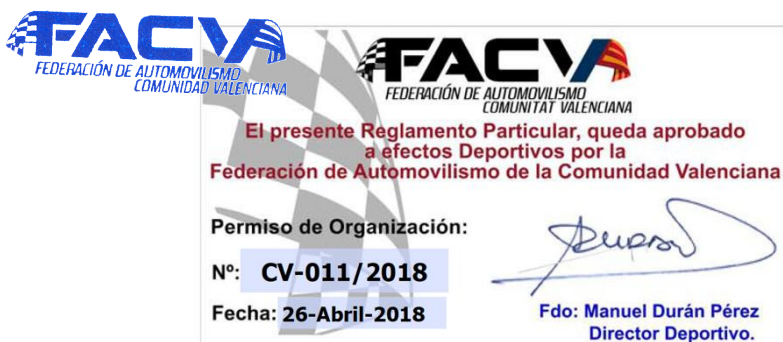 FACVA
FEDERACIÓN DE AUTOMOVILISMO
COMUNIDAD VALENCIANA
FACVA
FEDERACIÓN DE AUTOMOVILISMO
COMUNITAT VALENCIANA
El presente Reglamento Particular, queda aprobado
a efectos Deportivos por la
Federación de Automovilismo de la Comunidad Valenciana
Permiso de Organización:
Nº: CV-011/2018
Fecha: 26-Abril-2018
Fdo: Manuel Durán Pérez
Director Deportivo.